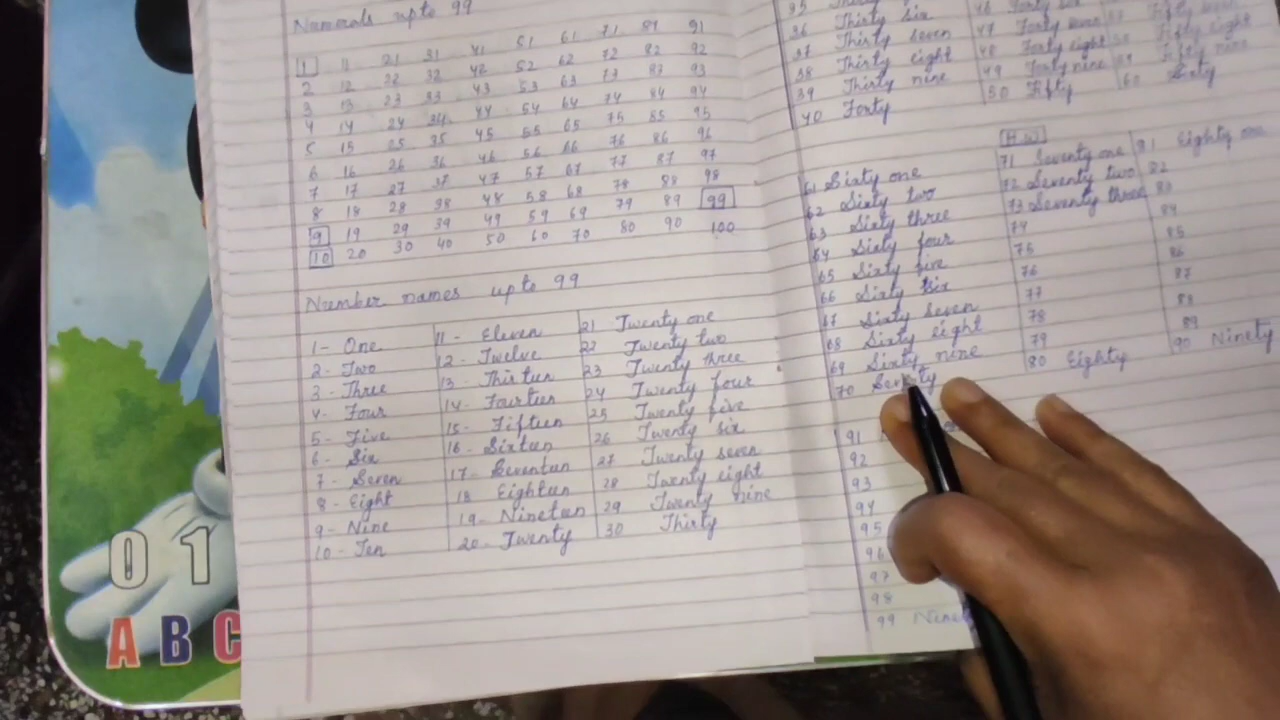 Numerals upto 99
1 11 21 31 41 51 61 71 81 91
2 12 22 32 42 52 62 72 82 92
3 13 23 33 43 53 63 73 83 93
4 14 24 34 44 54 64 74 84 94
5 15 25 35 45 55 65 75 85 95
6 16 26 36 46 56 66 76 86 96
7 17 27 37 47 57 67 77 87 97
8 18 28 38 48 58 68 78 88 98
9 19 29 39 49 59 69 79 89 99
10 20 30 40 50 60 70 80 90 100
Number names upto 99
1- One
2- Two
3- Three
4- Four
5- Five
6- Six
7- Seven
8- Eight
9- Nine
10- Ten
11- Eleven
12- Twelve
13- Thirteen
14- Fourteen
15- Fifteen
16- Sixteen
17- Seventeen
18 Eighteen
19- Nineteen
20- Twenty
21 Twenty one
22 Twenty two
23 Twenty three
24 Twenty four
25 Twenty five
26 Twenty six
27 Twenty seven
28 Twenty eight
29 Twenty nine
30 Thirty
35 Thirty
36 Thirty six
37 Thirty seven
38 Thirty eight
39 Thirty nine
40 Forty
46 Forty six
47 Forty seven
48 Forty eight
49 Forty nine
50 Fifty
Fifty seven
Fifty eight
59 Fifty nine
60 Sixty
H.W
61 Sixty one
62 Sixty two
63 Sixty three
64 Sixty four
65 Sixty five
66 Sixty six
67 Sixty seven
68 Sixty eight
69 Sixty nine
70 Seventy
71 Seventy one
72 Seventy two
73 Seventy three
74
75
76
77
78
79
80 Eighty
81 Eighty one
82
83
84
85
86
87
88
89
90 Ninety
91
92
93
94
95
96
97
98
99
0 1
A B C